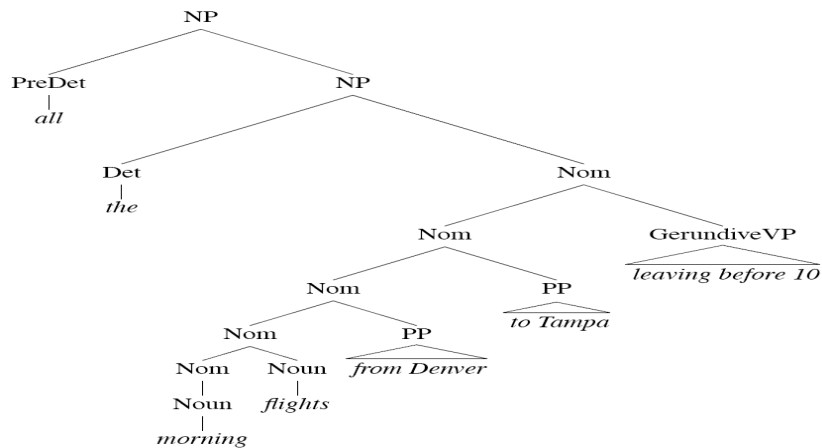 NP
PreDet NP
all
Det Nom
the
Nom GerundiveVP
leaving before 10
Nom PP
to Tampa
Nom PP
Nom Noun from Denver
Noun flights
morning